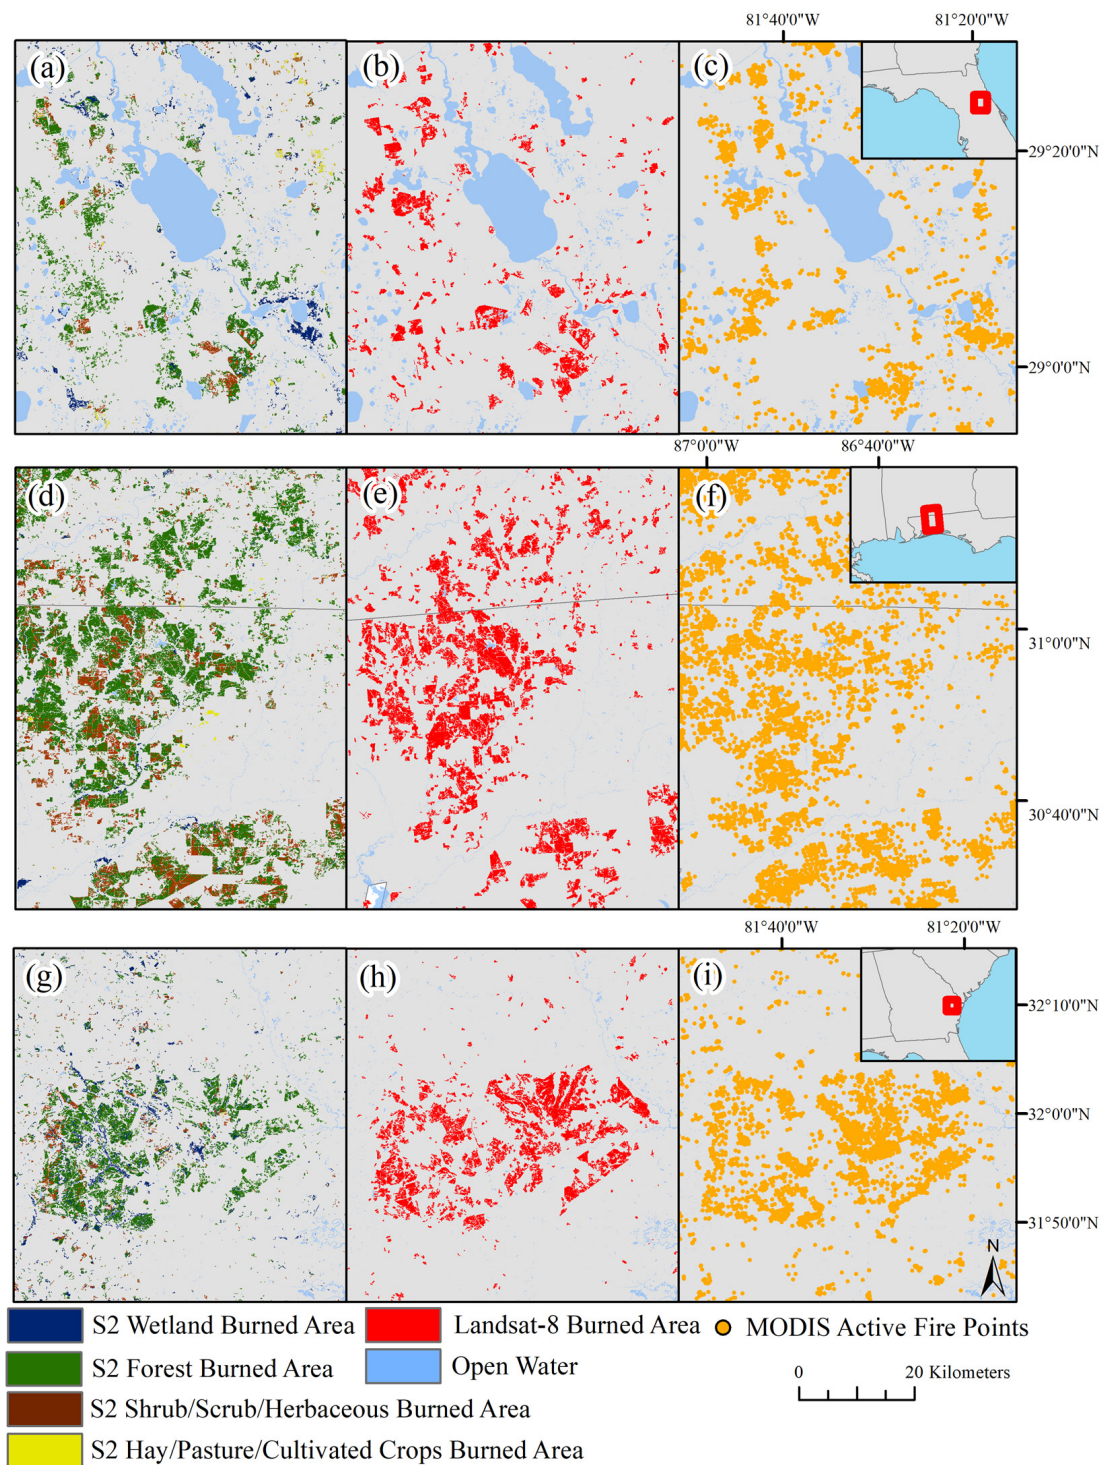 81°40'0"W 81°20'0"W
(a) (b) (c)
29°20'0"N
29°0'0"N
87°0'0"W 86°40'0"W
(d) (e) (f)
31°0'0"N
30°40'0"N
81°40'0"W 81°20'0"W
(g) (h) (i)
32°10'0"N
32°0'0"N
31°50'0"N
N
S2 Wetland Burned Area Landsat-8 Burned Area MODIS Active Fire Points
S2 Forest Burned Area Open Water 0 20 Kilometers
S2 Shrub/Scrub/Herbaceous Burned Area
S2 Hay/Pasture/Cultivated Crops Burned Area